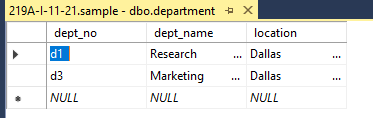 219A-I-11-21.sample - dbo.department
dept_no dept_name location
d1 Research ... Dallas ...
d3 Marketing ... Dallas ...
NULL NULL NULL